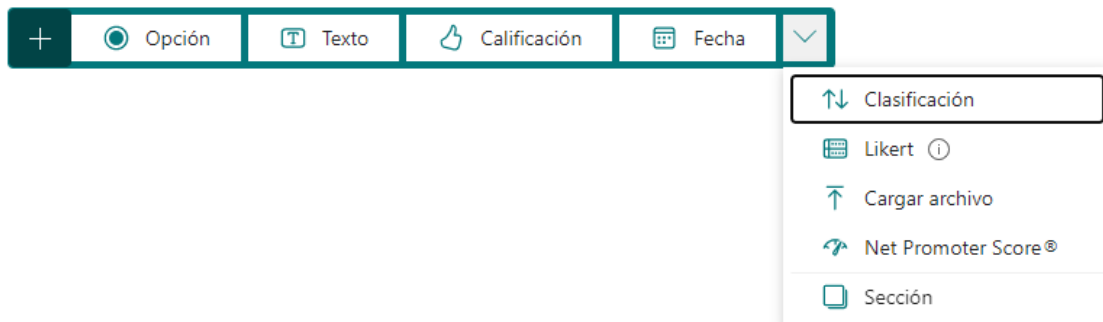 Opción Texto Calificación Fecha
Clasificación
Likert
Cargar archivo
Net Promoter Score®
Sección